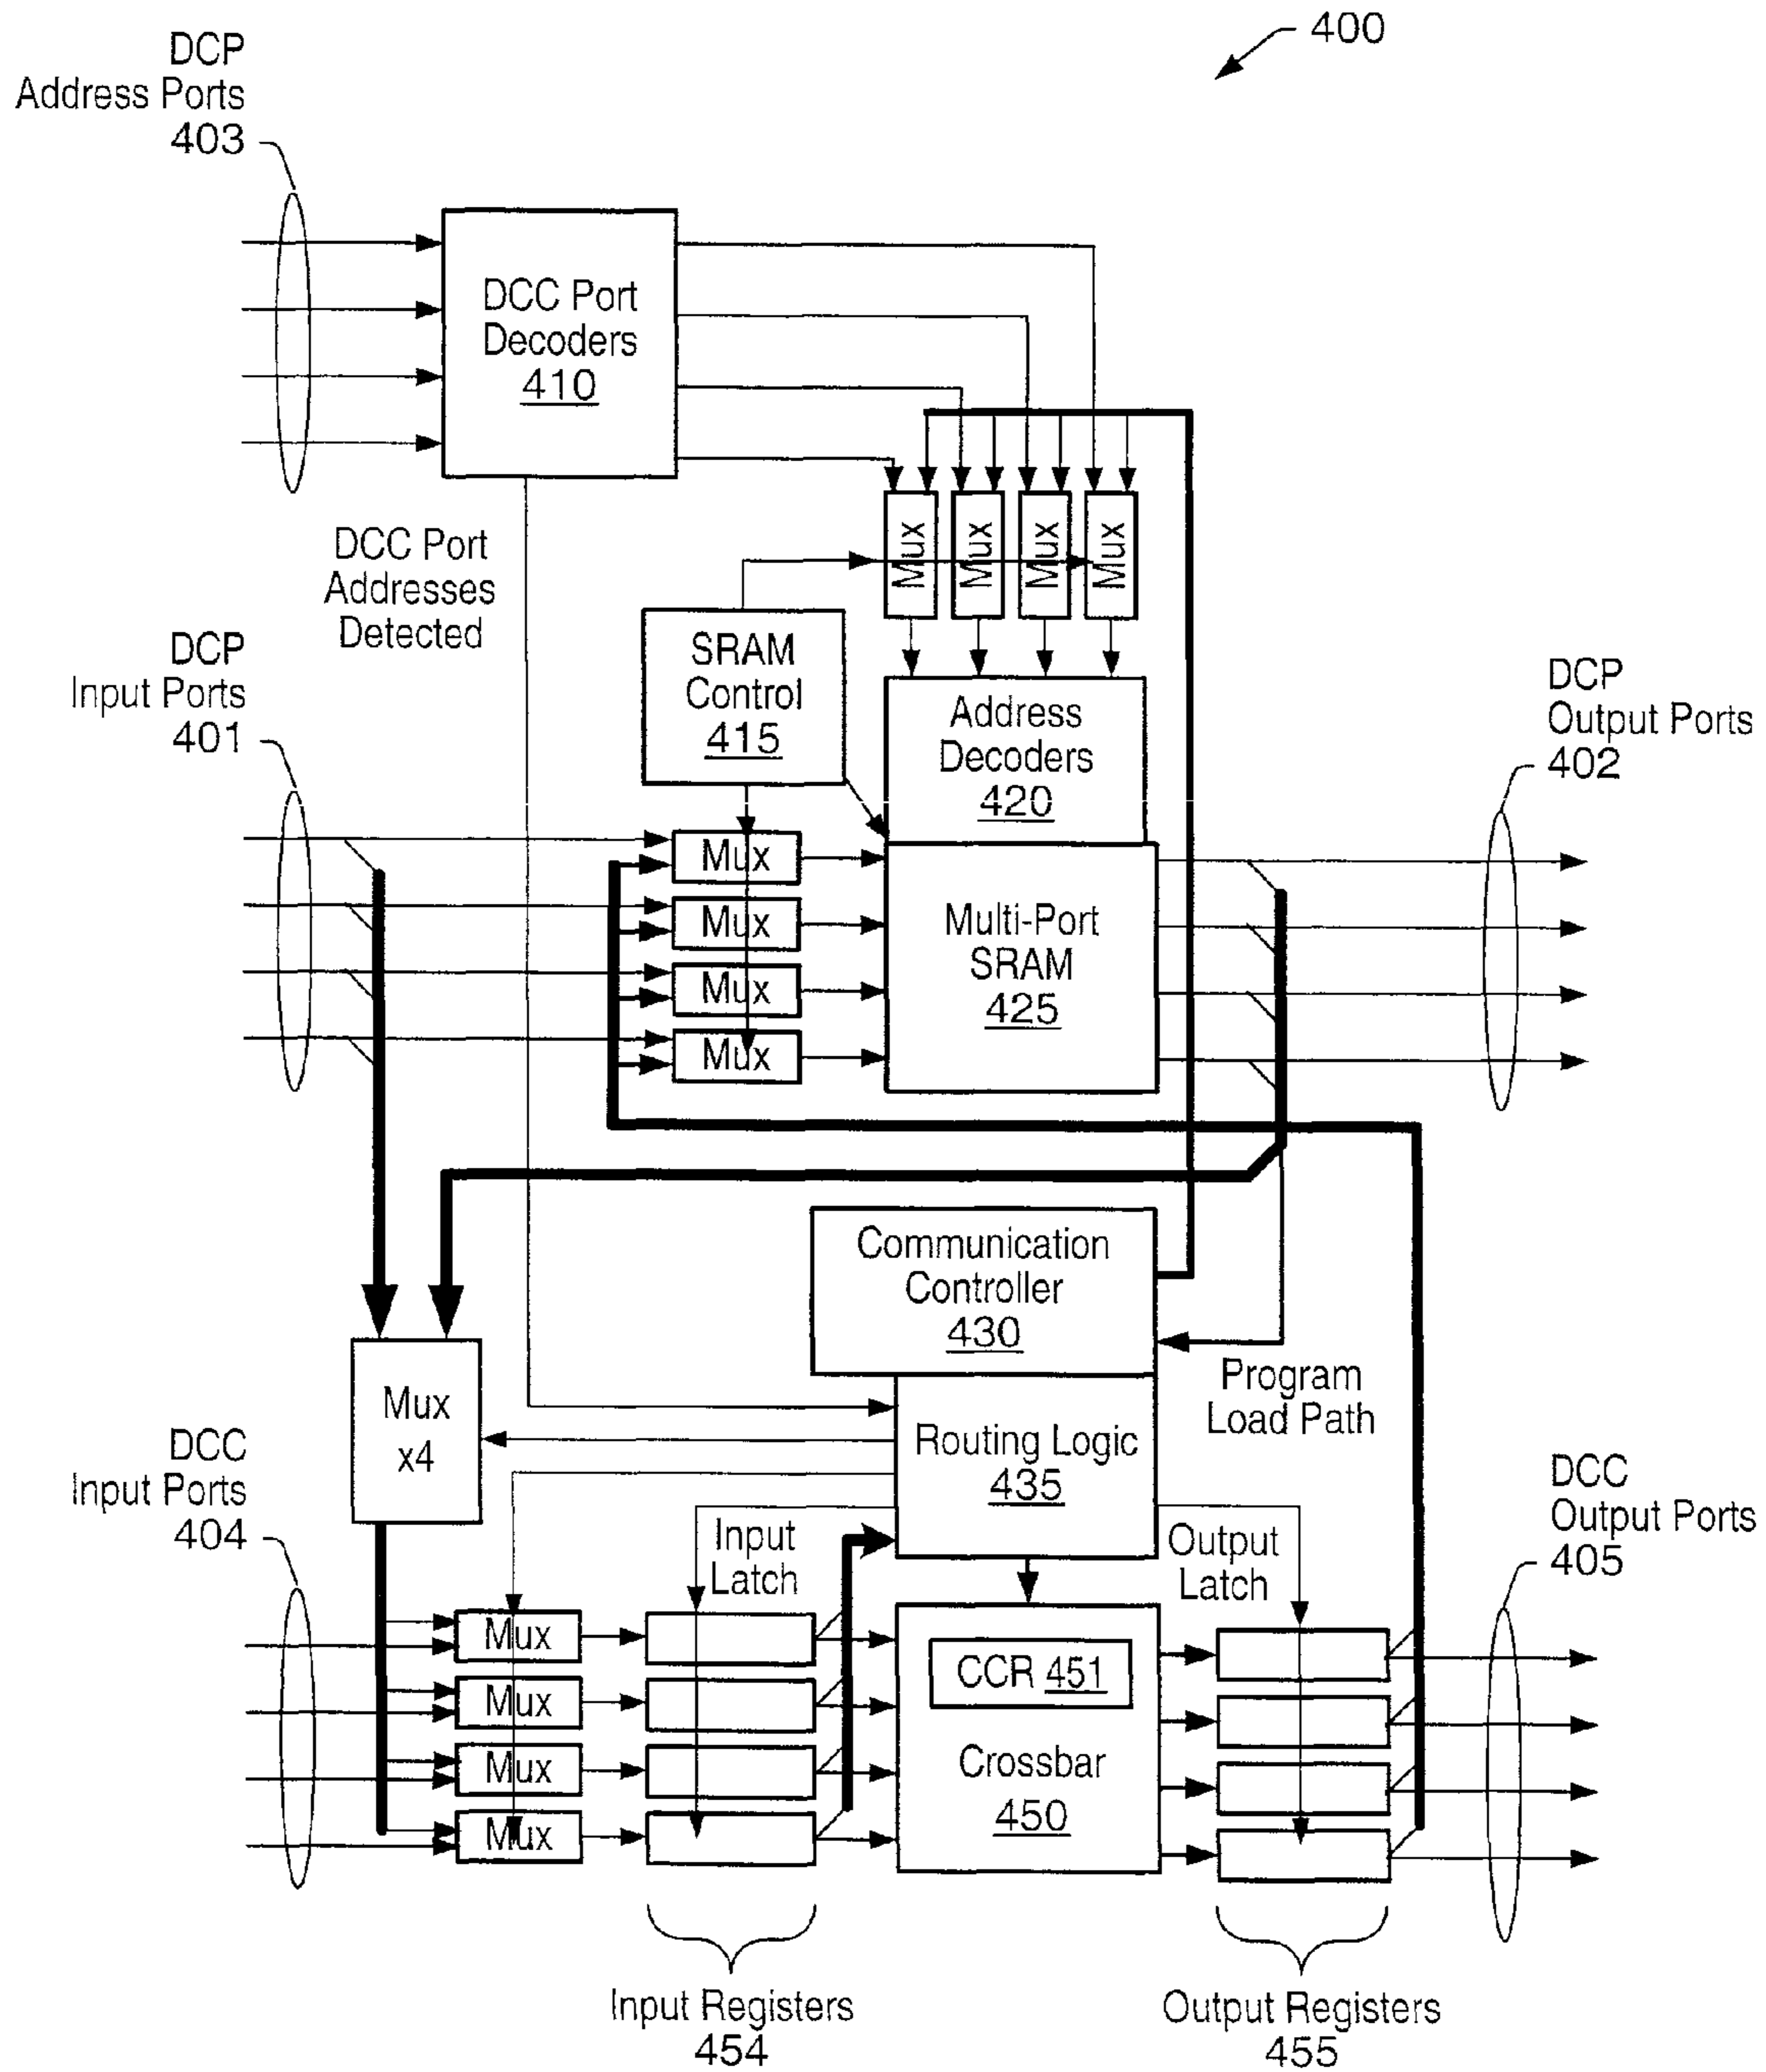 400
DCP
Address Ports
403
DCC Port
Decoders
410
Mux
Mux
Mux
Mux
DCC Port
Addresses
Detected
SRAM
Control
415
Address
Decoders
420
DCP
Input Ports
401
DCP
Output Ports
402
Mux
Mux
Mux
Mux
Multi-Port
SRAM
425
Communication
Controller
430
Program
Load Path
Mux
x4
Routing Logic
435
DCC
Input Ports
404
DCC
Output Ports
405
Input
Latch
Output
Latch
Mux
Mux
Mux
Mux
CCR 451
Crossbar
450
Input Registers
454
Output Registers
455